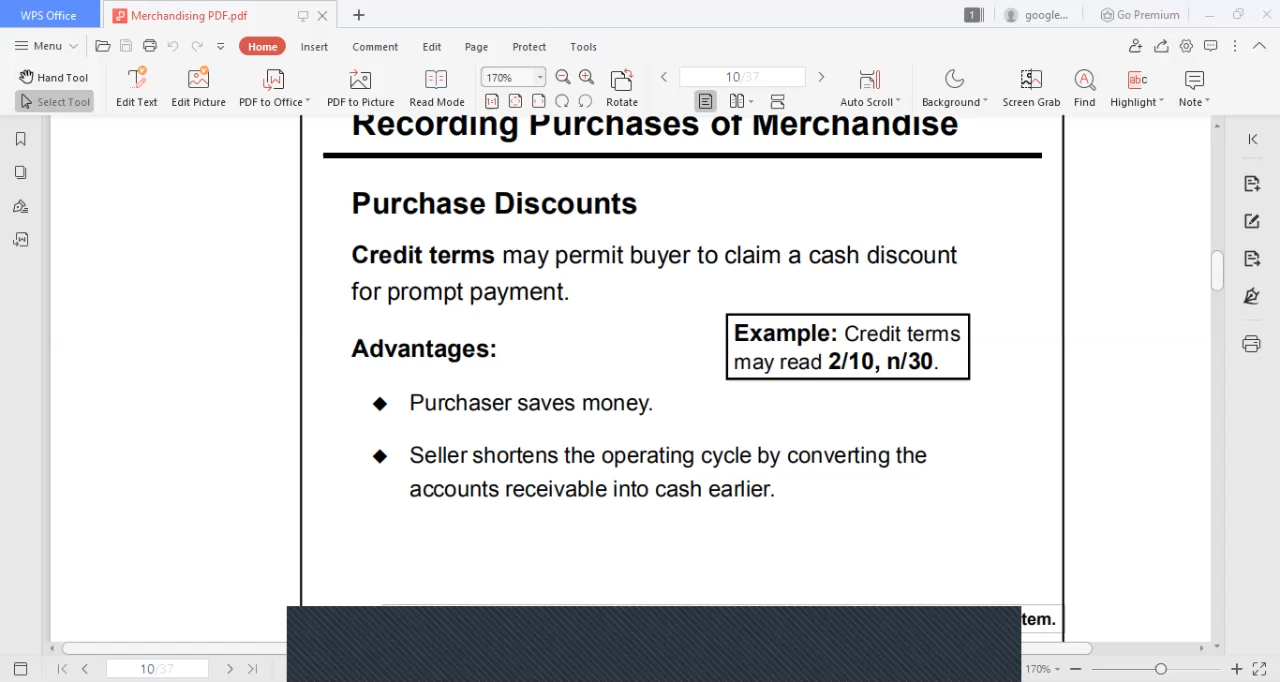 WPS Office
Merchandising PDF.pdf
1
google...
Go Premium
Menu
Home
Insert
Comment
Edit
Page
Protect
Tools
Hand Tool
Select Tool
Edit Text
Edit Picture
PDF to Office
PDF to Picture
Read Mode
170%
Rotate
10/37
Auto Scroll
Background
Screen Grab
Find
Highlight
Note
Recording Purchases of Merchandise
Purchase Discounts
Credit terms may permit buyer to claim a cash discount
for prompt payment.
Example: Credit terms
may read 2/10, n/30.
Advantages:
◆ Purchaser saves money.
◆ Seller shortens the operating cycle by converting the
accounts receivable into cash earlier.
tem.
10/37
170%